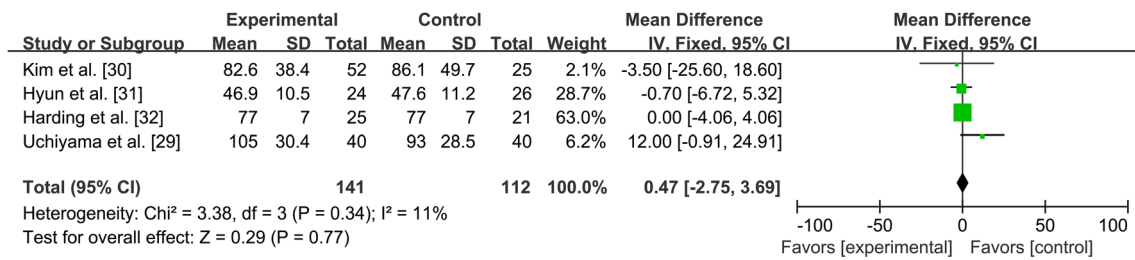 Experimental Control Mean Difference Mean Difference
Study or Subgroup Mean SD Total Mean SD Total Weight IV, Fixed, 95% CI IV, Fixed, 95% CI
Kim et al. [30] 82.6 38.4 52 86.1 49.7 25 2.1% -3.50 [-25.60, 18.60]
Hyun et al. [31] 46.9 10.5 24 47.6 11.2 26 28.7% -0.70 [-6.72, 5.32]
Harding et al. [32] 77 7 25 77 7 21 63.0% 0.00 [-4.06, 4.06]
Uchiyama et al. [29] 105 30.4 40 93 28.5 40 6.2% 12.00 [-0.91, 24.91]
Total (95% CI) 141 112 100.0% 0.47 [-2.75, 3.69]
Heterogeneity: Chi² = 3.38, df = 3 (P = 0.34); I² = 11%
Test for overall effect: Z = 0.29 (P = 0.77)
-100 -50 0 50 100
Favors [experimental] Favors [control]